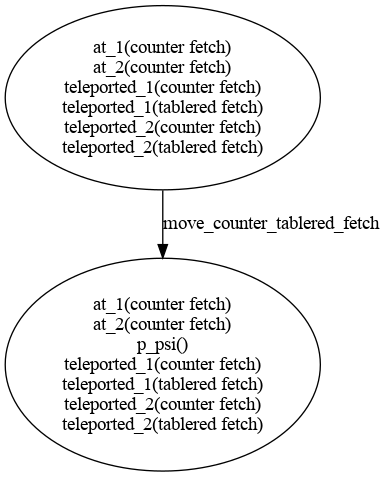 at_1(counter fetch)
at_2(counter fetch)
teleported_1(counter fetch)
teleported_1(tablered fetch)
teleported_2(counter fetch)
teleported_2(tablered fetch)
move_counter_tablered_fetch
at_1(counter fetch)
at_2(counter fetch)
p_psi()
teleported_1(counter fetch)
teleported_1(tablered fetch)
teleported_2(counter fetch)
teleported_2(tablered fetch)